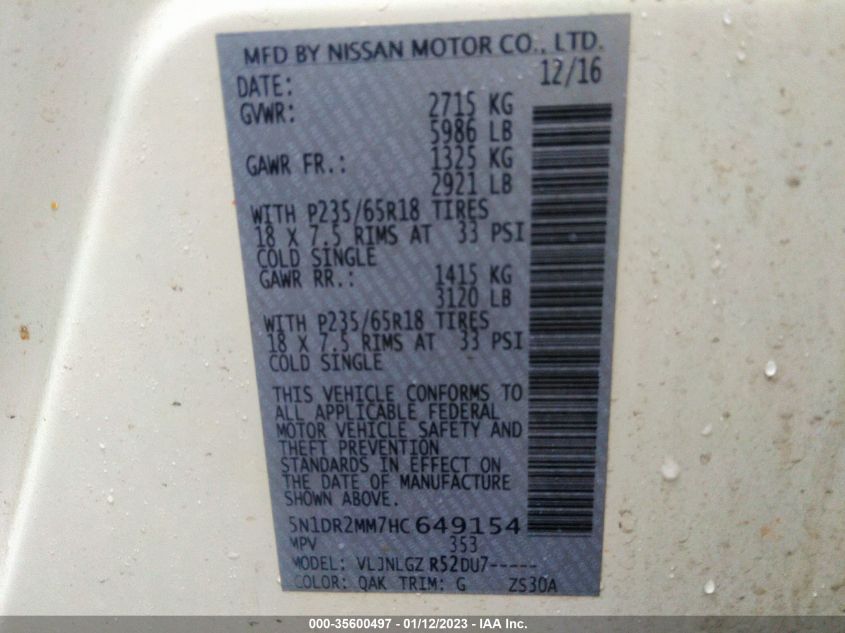 MFD BY NISSAN MOTOR CO., LTD.
DATE: 12/16
GVWR: 2715 KG
5986 LB
GAWR FR.: 1325 KG
2921 LB
WITH P235/65R18 TIRES
18 X 7.5 RIMS AT 33 PSI
COLD SINGLE
GAWR RR.: 1415 KG
3120 LB
WITH P235/65R18 TIRES
18 X 7.5 RIMS AT 33 PSI
COLD SINGLE
THIS VEHICLE CONFORMS TO
ALL APPLICABLE FEDERAL
MOTOR VEHICLE SAFETY AND
THEFT PREVENTION
STANDARDS IN EFFECT ON
THE DATE OF MANUFACTURE
SHOWN ABOVE.
5N1DR2MM7HC649154
MPV 353
MODEL: VLJNLGZ R52DU7-----
COLOR: QAK TRIM: G ZS30A
000-35600497 - 01/12/2023 - IAA Inc.